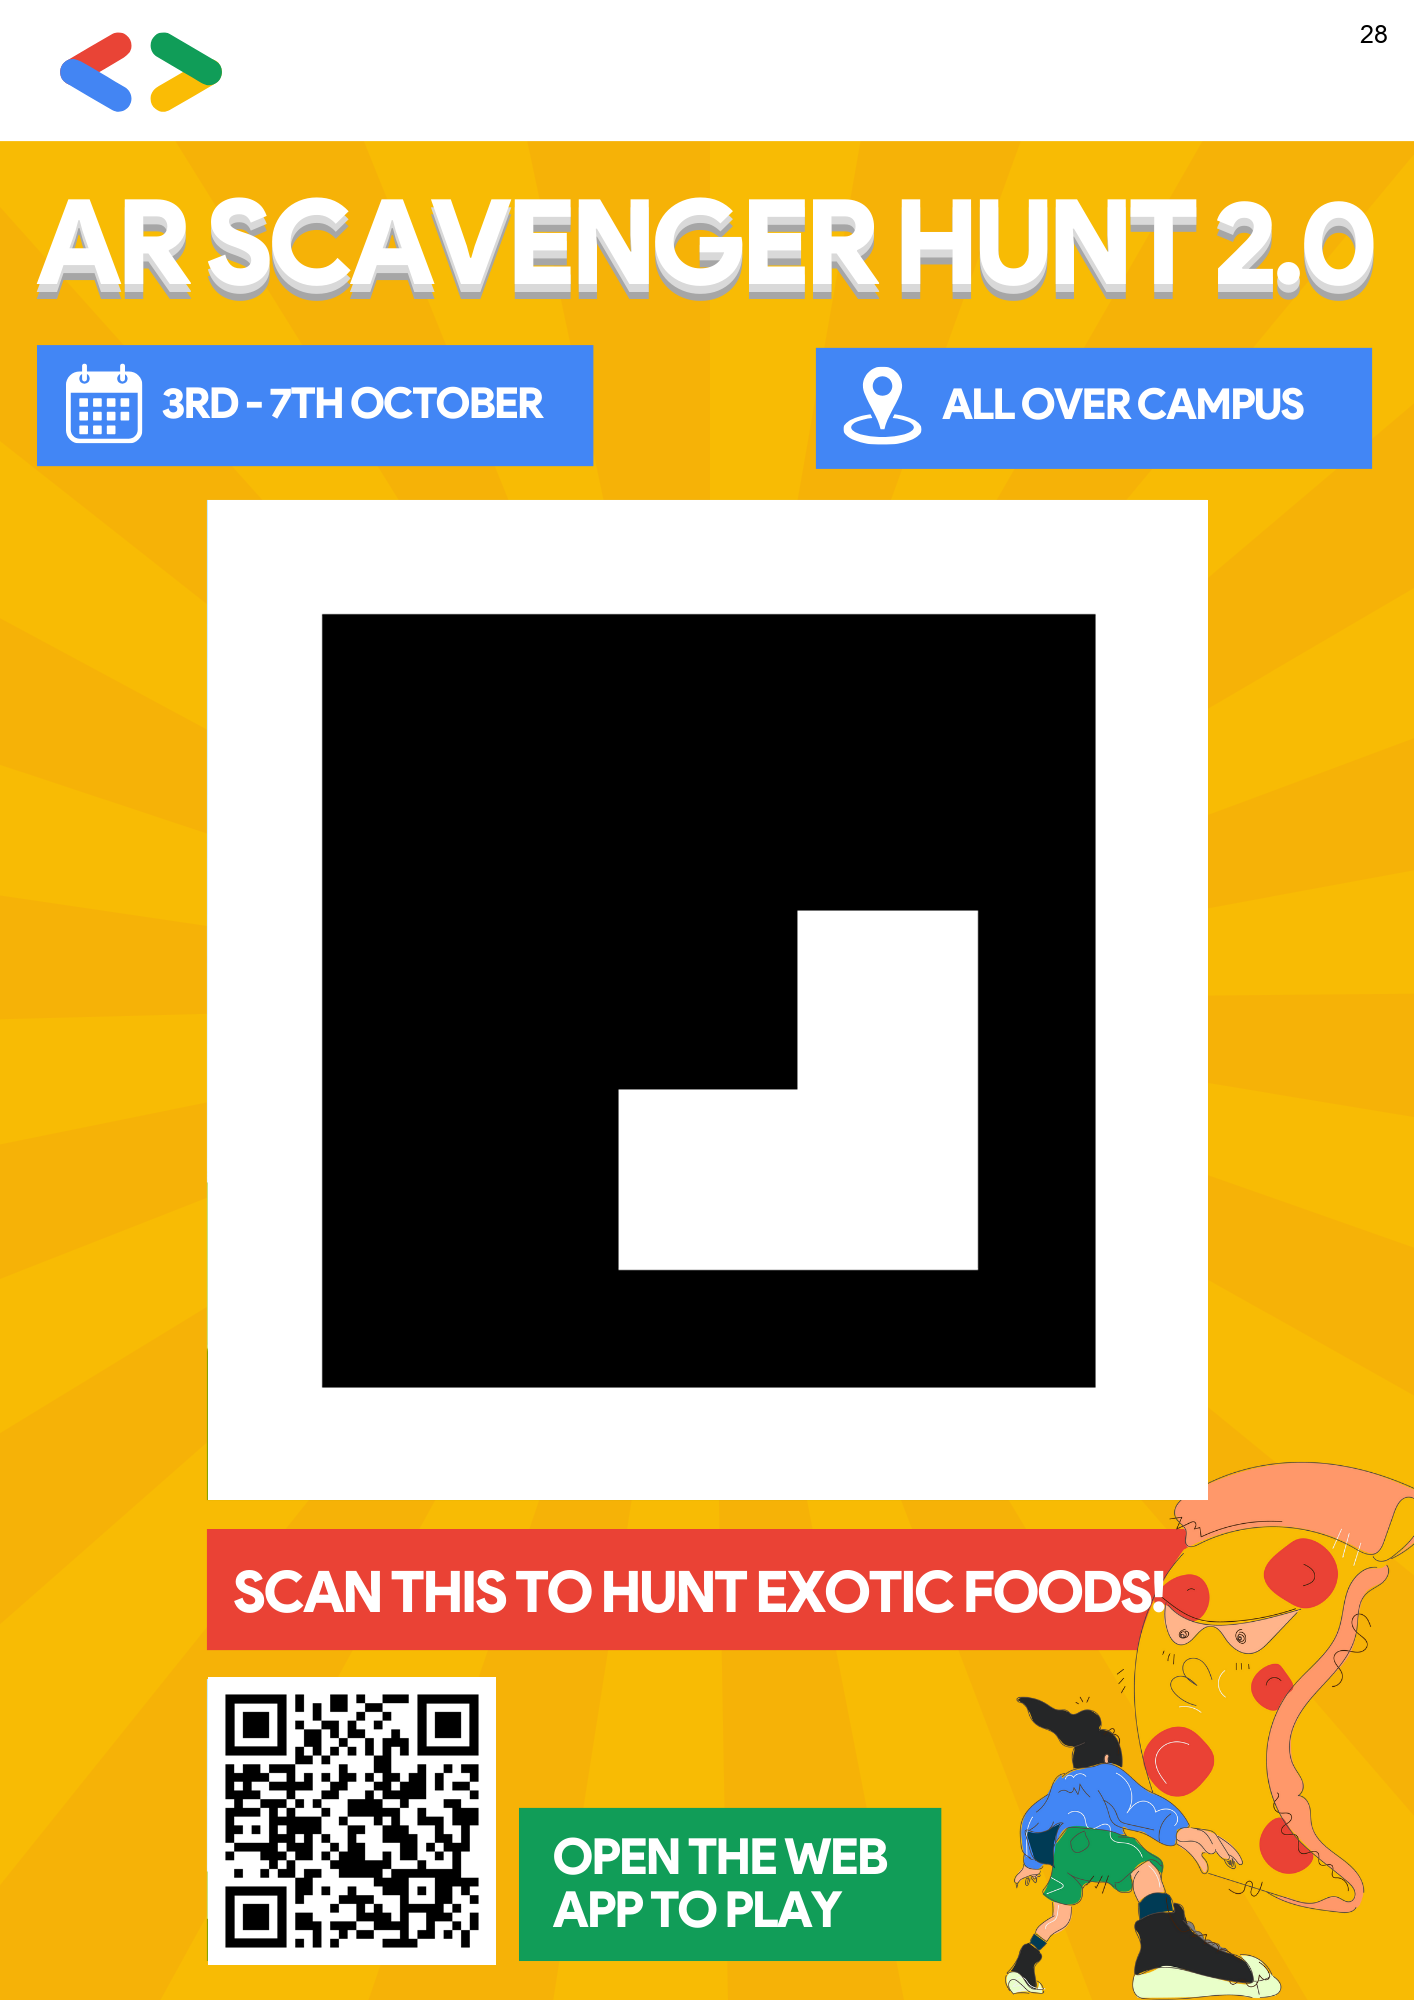 28
AR SCAVENGER HUNT 2.0
3RD - 7TH OCTOBER
ALL OVER CAMPUS
SCAN THIS TO HUNT EXOTIC FOODS!
OPEN THE WEB
APP TO PLAY